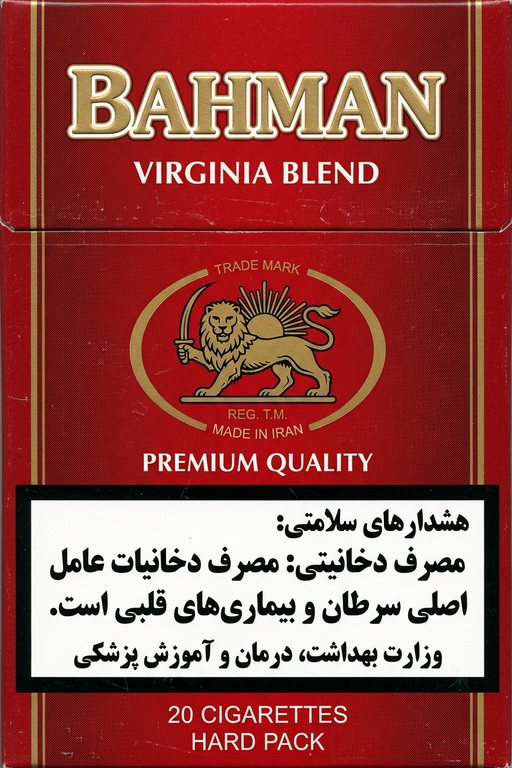 BAHMAN
VIRGINIA BLEND
TRADE MARK
REG. T.M.
MADE IN IRAN
PREMIUM QUALITY
هشدارهای سلامتی:
مصرف دخانیتی: مصرف دخانیات عامل
اصلی سرطان و بیماری‌های قلبی است.
وزارت بهداشت، درمان و آموزش پزشکی
20 CIGARETTES
HARD PACK